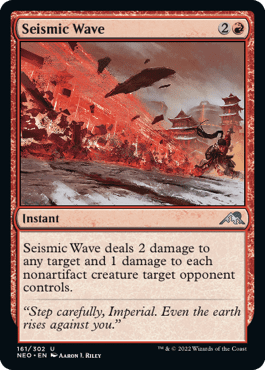 Seismic Wave 2
Instant
Seismic Wave deals 2 damage to
any target and 1 damage to each
nonartifact creature target opponent
controls.
“Step carefully, Imperial. Even the earth
rises against you.”
161/302 U
NEO • EN AARON J. RILEY
™ & © 2022 Wizards of the Coast